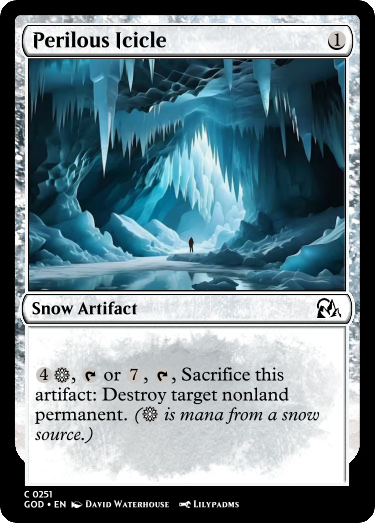 Perilous Icicle 1
Snow Artifact
4 , or 7 , , Sacrifice this
artifact: Destroy target nonland
permanent. ( is mana from a snow
source.)
C 0251
GOD • EN DAVID WATERHOUSE LILYPADMS